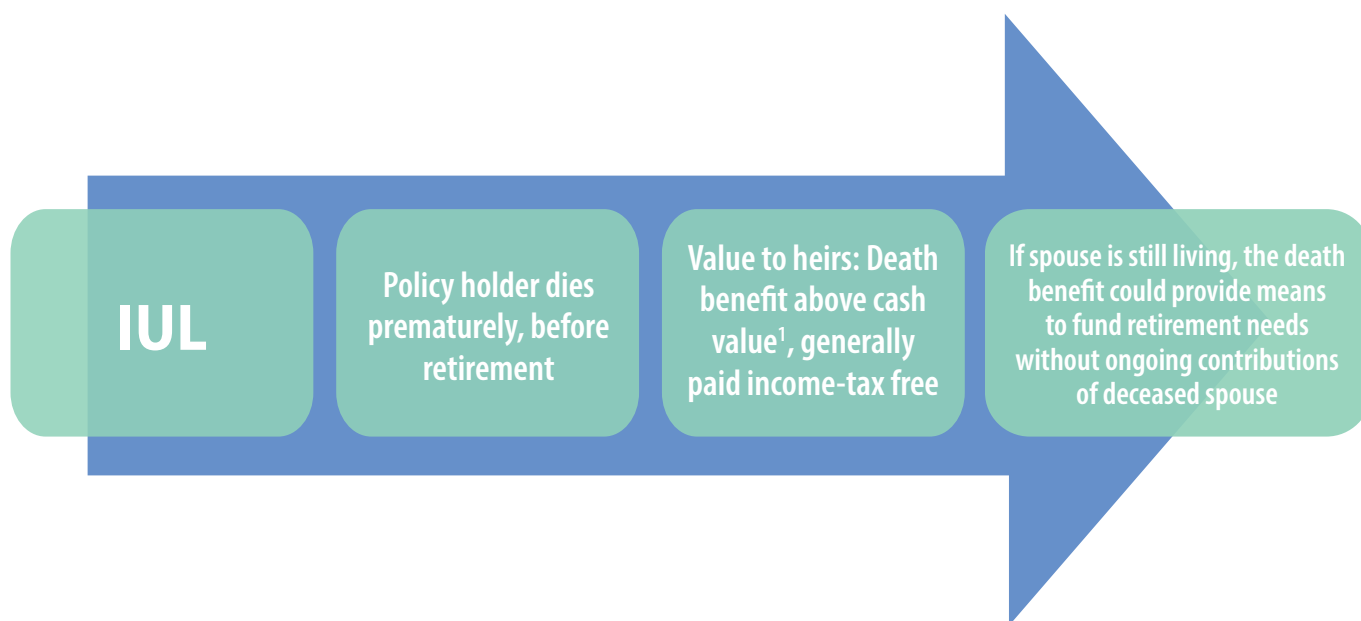 IUL
Policy holder dies
prematurely, before
retirement
Value to heirs: Death
benefit above cash
value¹, generally
paid income-tax free
If spouse is still living, the death
benefit could provide means
to fund retirement needs
without ongoing contributions
of deceased spouse